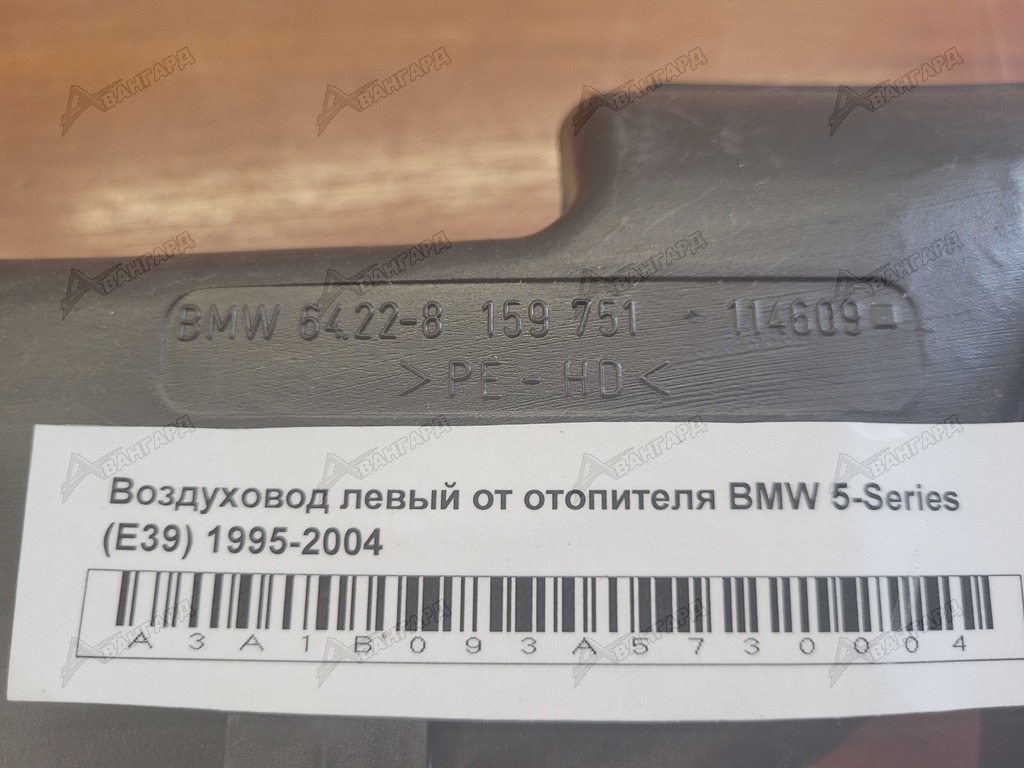 BMW 64.22-8 159 751 114609
>PE-HD<
Воздуховод левый от отопителя BMW 5-Series
(E39) 1995-2004
A3A1B093A5730004
АВАНГАРД